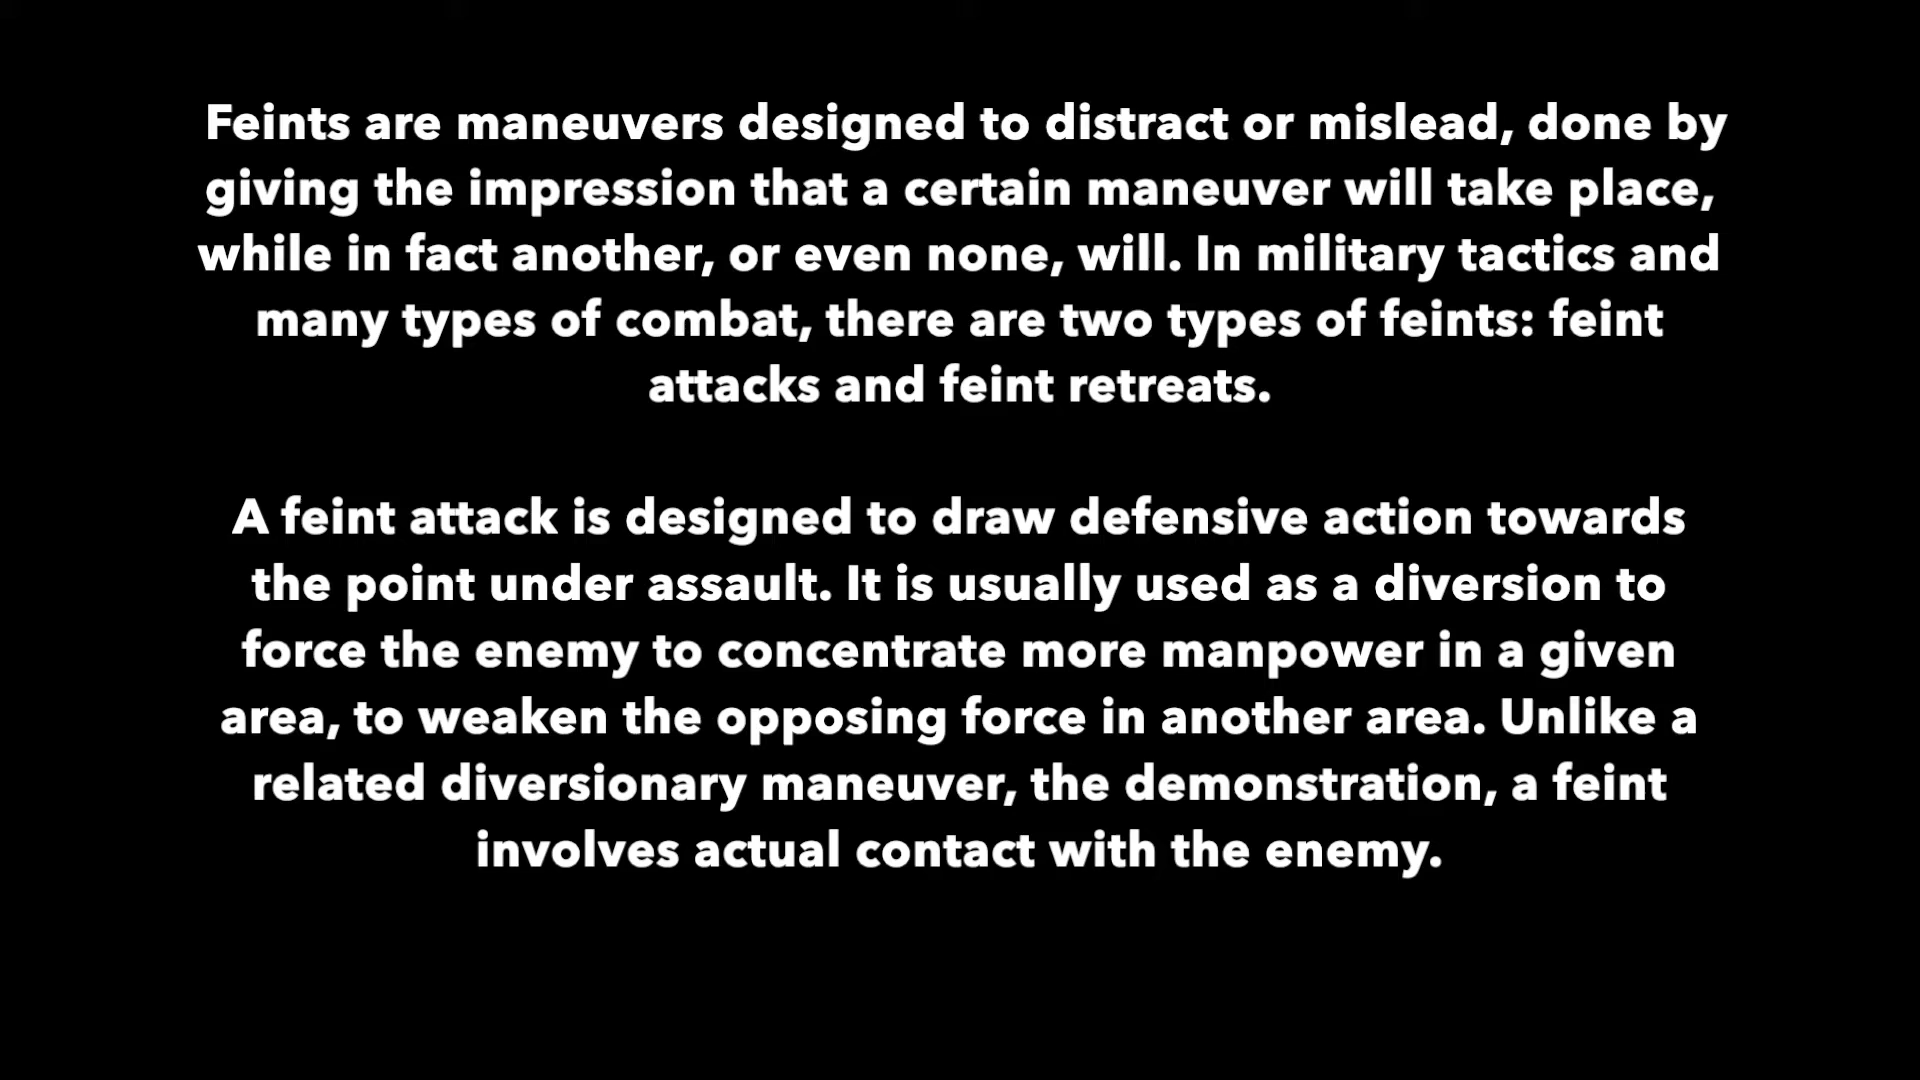 Feints are maneuvers designed to distract or mislead, done by
giving the impression that a certain maneuver will take place,
while in fact another, or even none, will. In military tactics and
many types of combat, there are two types of feints: feint
attacks and feint retreats.
A feint attack is designed to draw defensive action towards
the point under assault. It is usually used as a diversion to
force the enemy to concentrate more manpower in a given
area, to weaken the opposing force in another area. Unlike a
related diversionary maneuver, the demonstration, a feint
involves actual contact with the enemy.